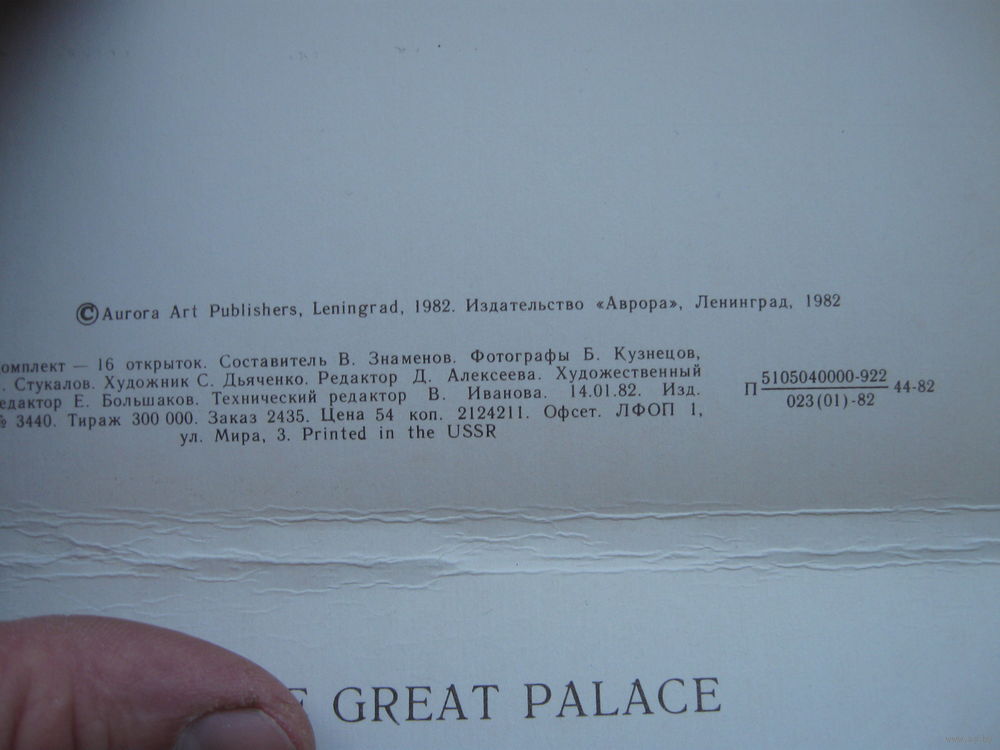 © Aurora Art Publishers, Leningrad, 1982. Издательство «Аврора», Ленинград, 1982
омплект — 16 открыток. Составитель В. Знаменов. Фотографы Б. Кузнецов,
. Стукалов. Художник С. Дьяченко. Редактор Д. Алексеева. Художественный
едактор Е. Большаков. Технический редактор В. Иванова. 14.01.82. Изд.
№ 3440. Тираж 300 000. Заказ 2435. Цена 54 коп. 2124211. Офсет. ЛФОП 1,
ул. Мира, 3. Printed in the USSR
П 5105040000-922 44-82
023(01)-82
E GREAT PALACE